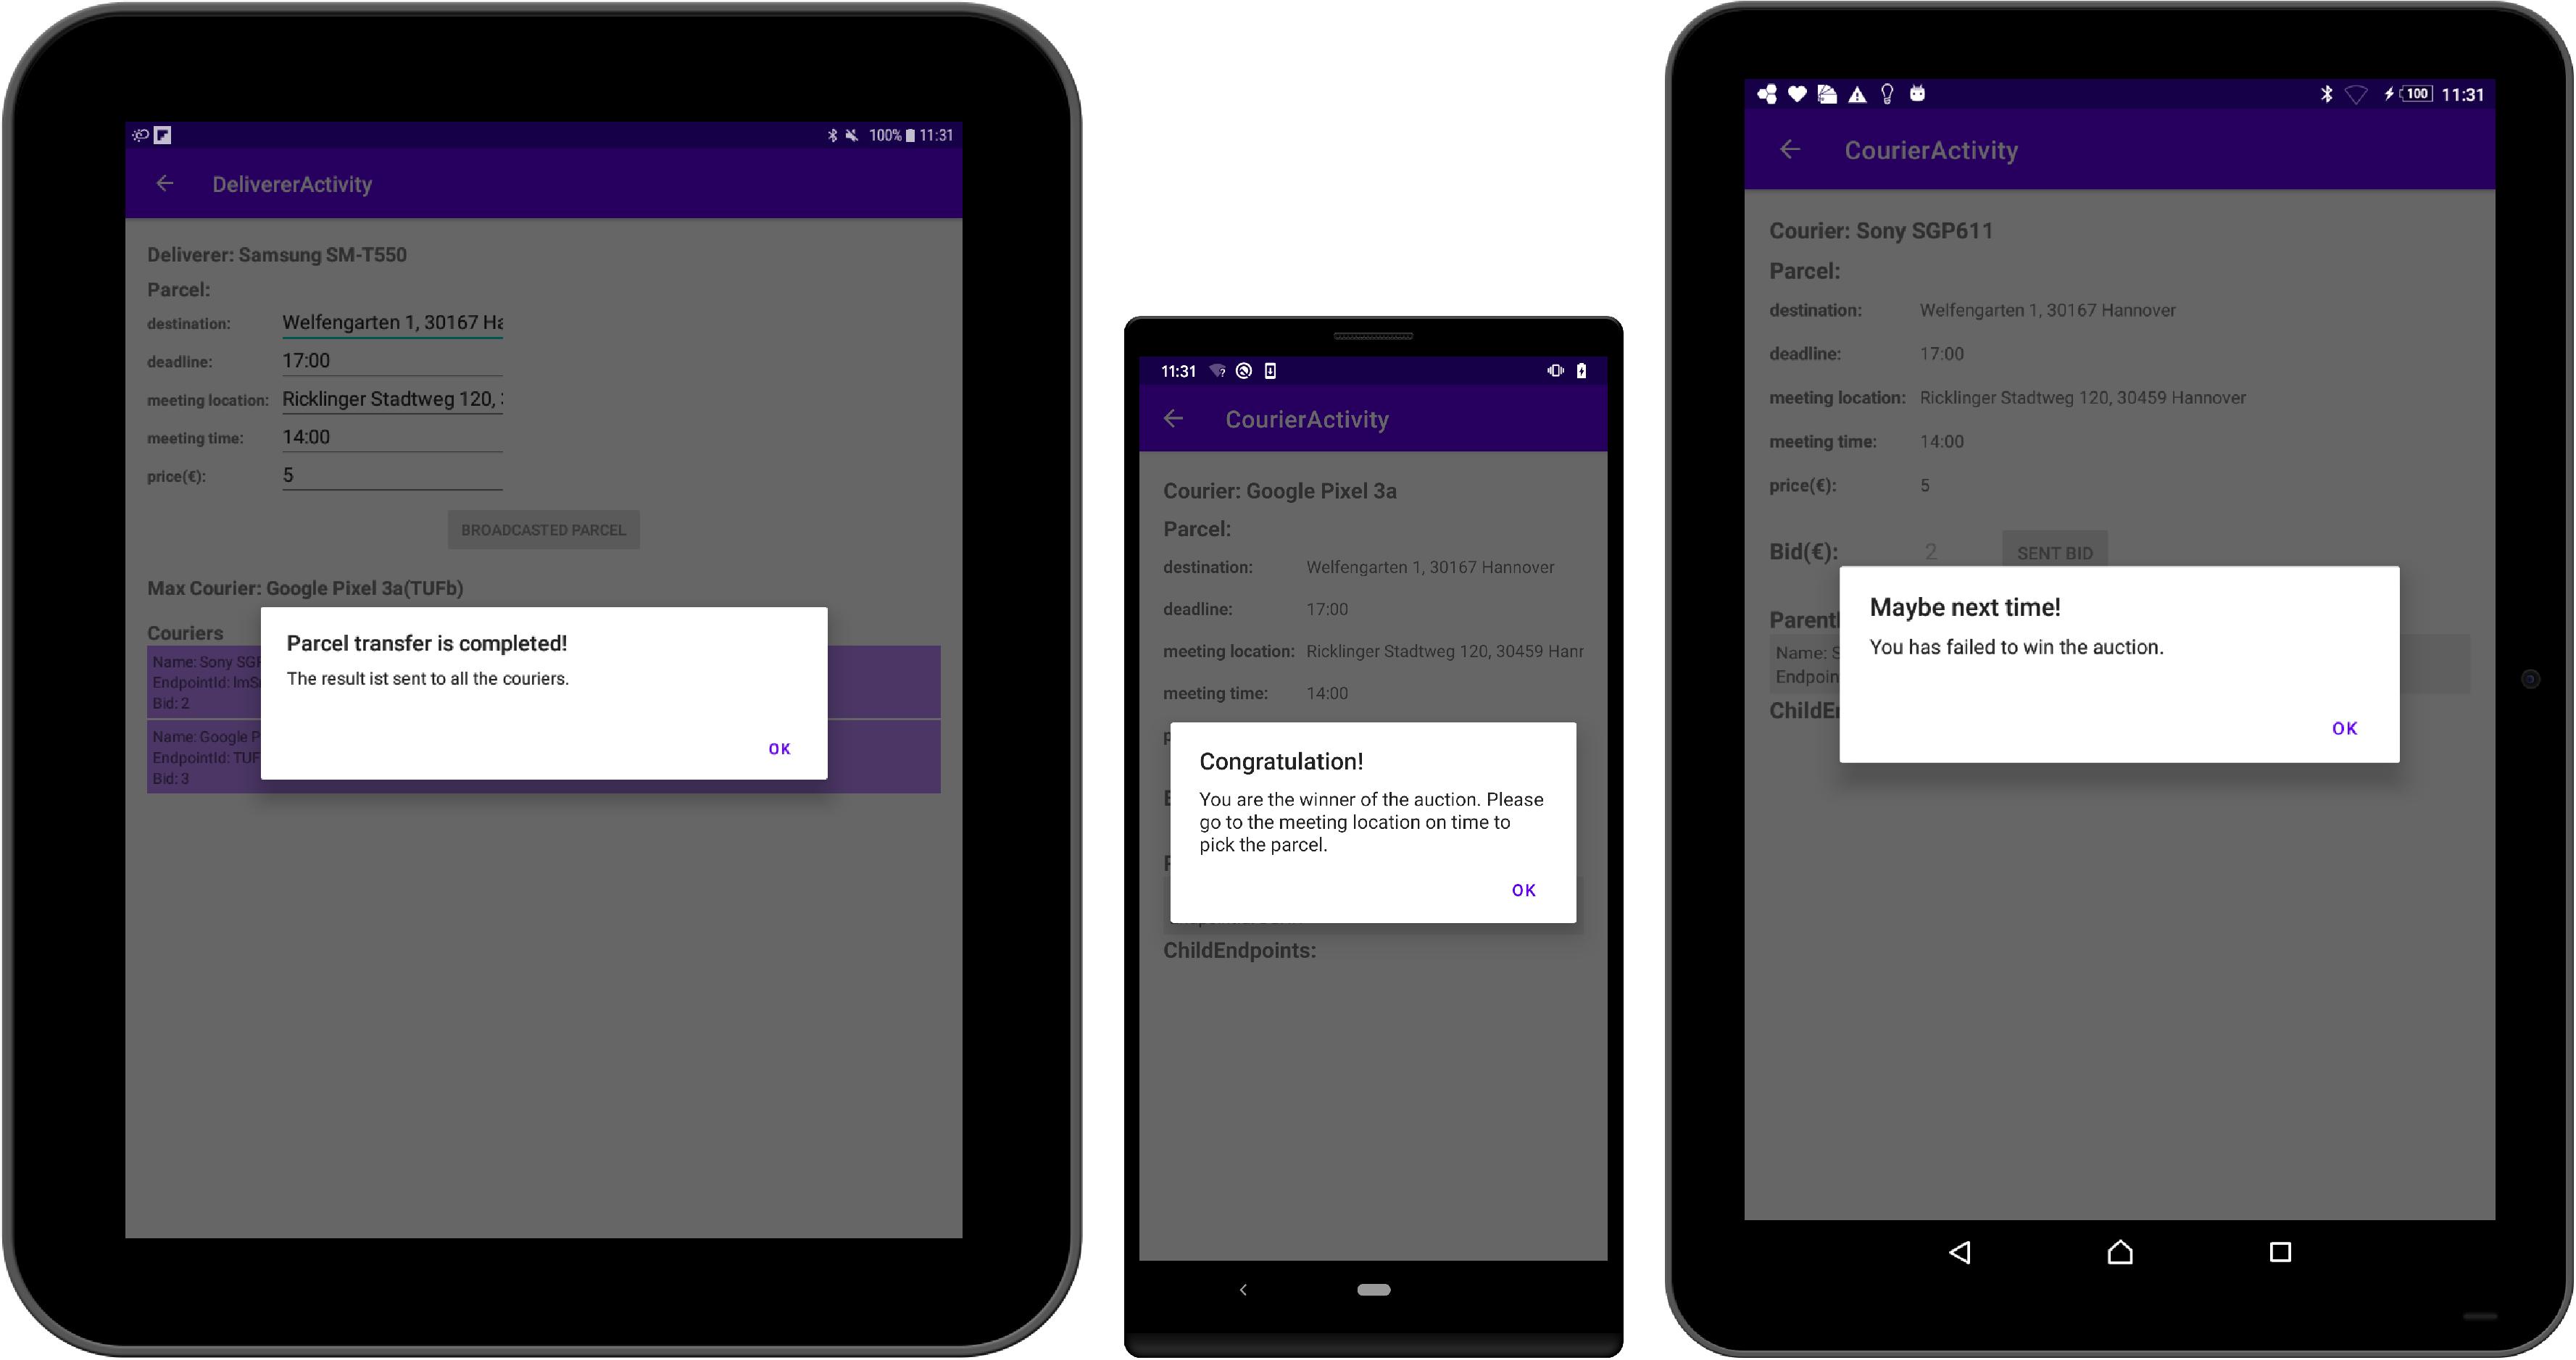 100% 11:31
DelivererActivity
Deliverer: Samsung SM-T550
Parcel:
destination: Welfengarten 1, 30167 Ha
deadline: 17:00
meeting location: Ricklinger Stadtweg 120, 3
meeting time: 14:00
price(€): 5
BROADCASTED PARCEL
Max Courier: Google Pixel 3a(TUFb)
Couriers
Name: Sony SGP
EndpointId: ImS
Bid: 2
Name: Google P
EndpointId: TUF
Bid: 3
Parcel transfer is completed!
The result ist sent to all the couriers.
OK
11:31
CourierActivity
Courier: Google Pixel 3a
Parcel:
destination: Welfengarten 1, 30167 Hannover
deadline: 17:00
meeting location: Ricklinger Stadtweg 120, 30459 Hanr
meeting time: 14:00
Congratulation!
You are the winner of the auction. Please
go to the meeting location on time to
pick the parcel.
OK
ChildEndpoints:
100 11:31
CourierActivity
Courier: Sony SGP611
Parcel:
destination: Welfengarten 1, 30167 Hannover
deadline: 17:00
meeting location: Ricklinger Stadtweg 120, 30459 Hannover
meeting time: 14:00
price(€): 5
Bid(€): 2 SENT BID
Parent
Name: S
Endpoin
ChildE
Maybe next time!
You has failed to win the auction.
OK